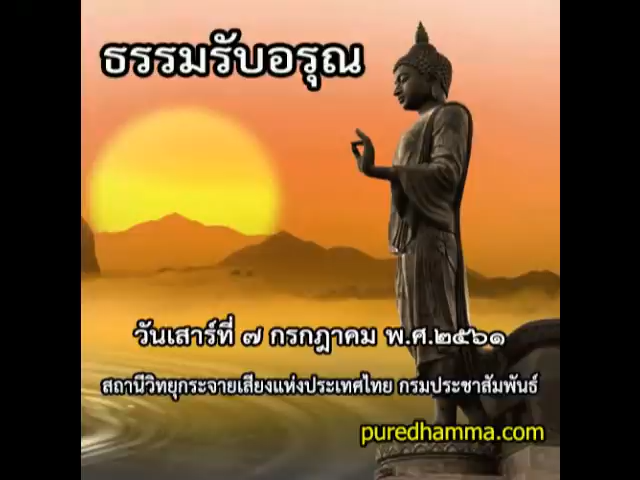 ธรรมรับอรุณ
วันเสาร์ที่ ๗ กรกฎาคม พ.ศ.๒๕๖๑
สถานีวิทยุกระจายเสียงแห่งประเทศไทย กรมประชาสัมพันธ์
puredhamma.com